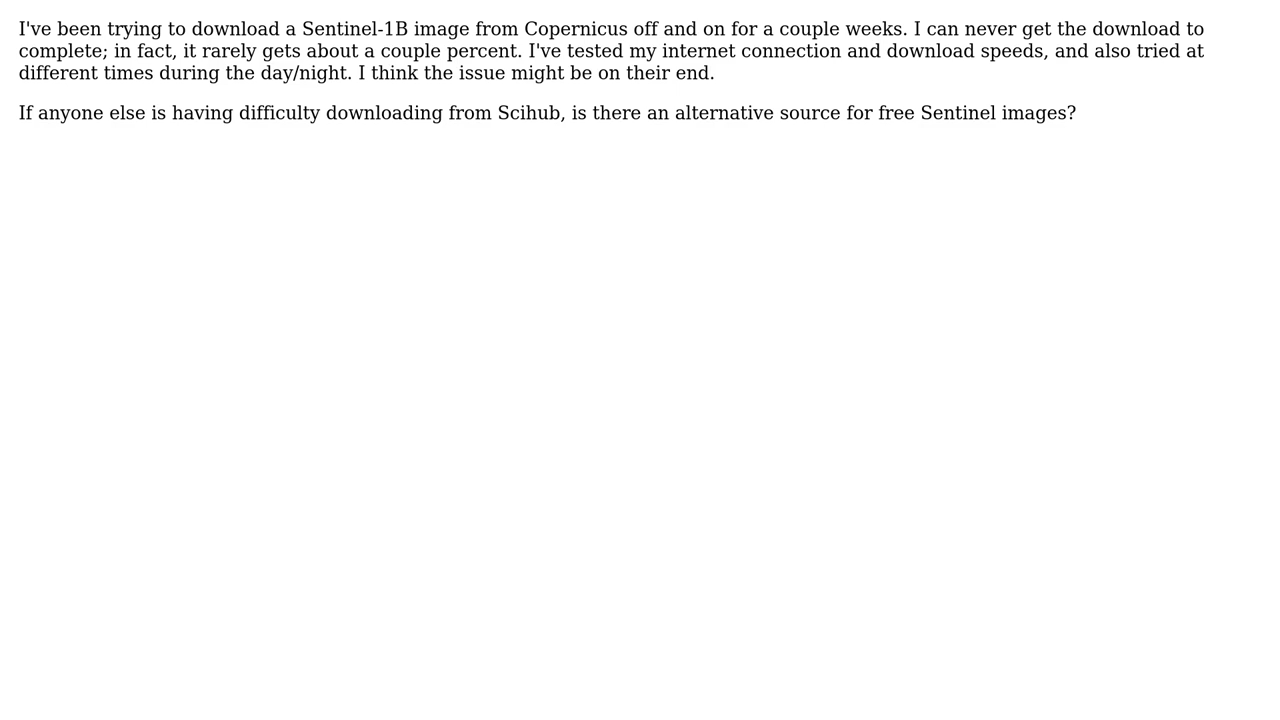 I've been trying to download a Sentinel-1B image from Copernicus off and on for a couple weeks. I can never get the download to
complete; in fact, it rarely gets about a couple percent. I've tested my internet connection and download speeds, and also tried at
different times during the day/night. I think the issue might be on their end.
If anyone else is having difficulty downloading from Scihub, is there an alternative source for free Sentinel images?